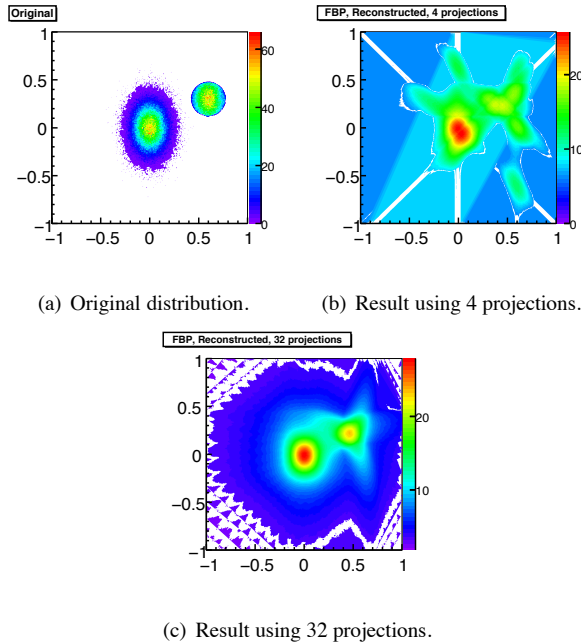 Original
1
0.5
0
−0.5
−1
−1 −0.5 0 0.5 1
60
40
20
0
FBP, Reconstructed, 4 projections
1
0.5
0
−0.5
−1
−1 −0.5 0 0.5 1
20
10
0
(a) Original distribution.
(b) Result using 4 projections.
FBP, Reconstructed, 32 projections
1
0.5
0
−0.5
−1
−1 −0.5 0 0.5 1
20
10
(c) Result using 32 projections.